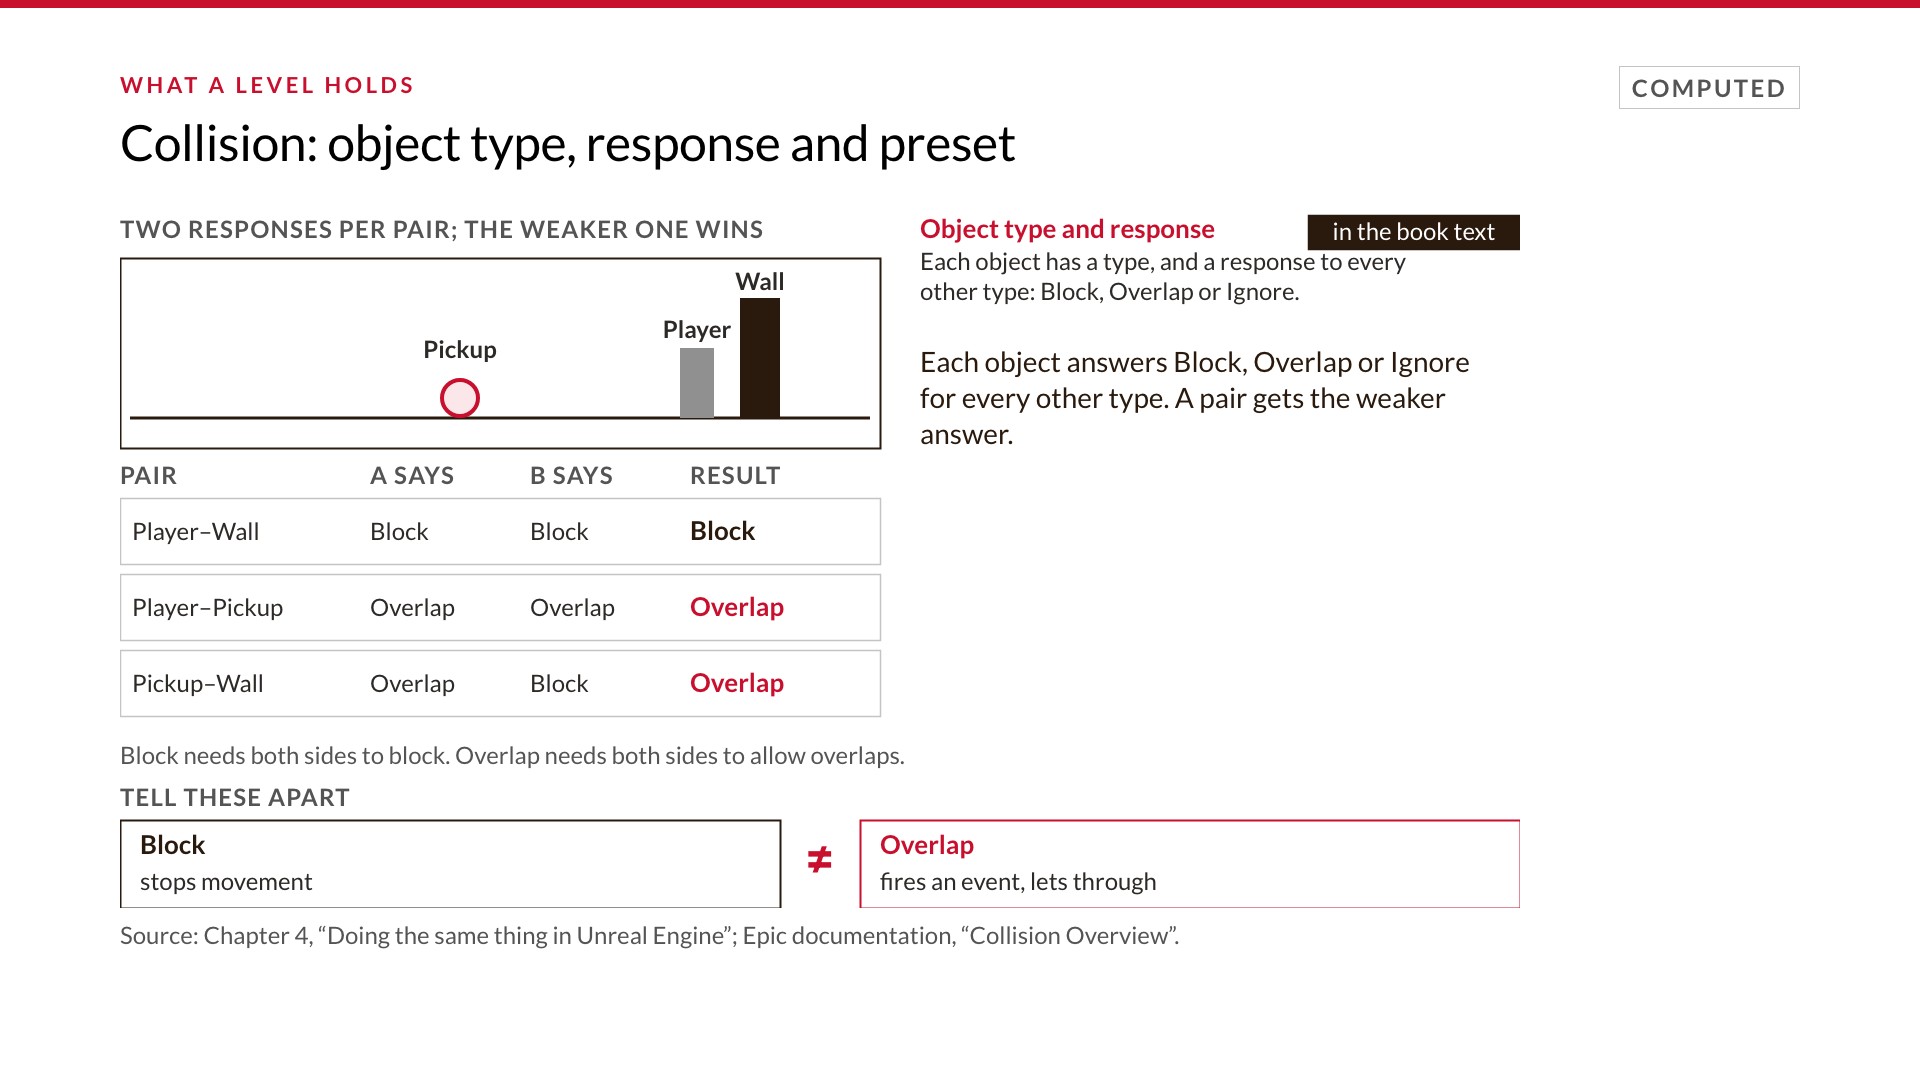 WHAT A LEVEL HOLDS
COMPUTED
Collision: object type, response and preset
TWO RESPONSES PER PAIR; THE WEAKER ONE WINS
Wall
Player
Pickup
PAIR A SAYS B SAYS RESULT
Player–Wall Block Block Block
Player–Pickup Overlap Overlap Overlap
Pickup–Wall Overlap Block Overlap
Block needs both sides to block. Overlap needs both sides to allow overlaps.
Object type and response
in the book text
Each object has a type, and a response to every
other type: Block, Overlap or Ignore.
Each object answers Block, Overlap or Ignore
for every other type. A pair gets the weaker
answer.
TELL THESE APART
Block
stops movement
≠
Overlap
fires an event, lets through
Source: Chapter 4, “Doing the same thing in Unreal Engine”; Epic documentation, “Collision Overview”.